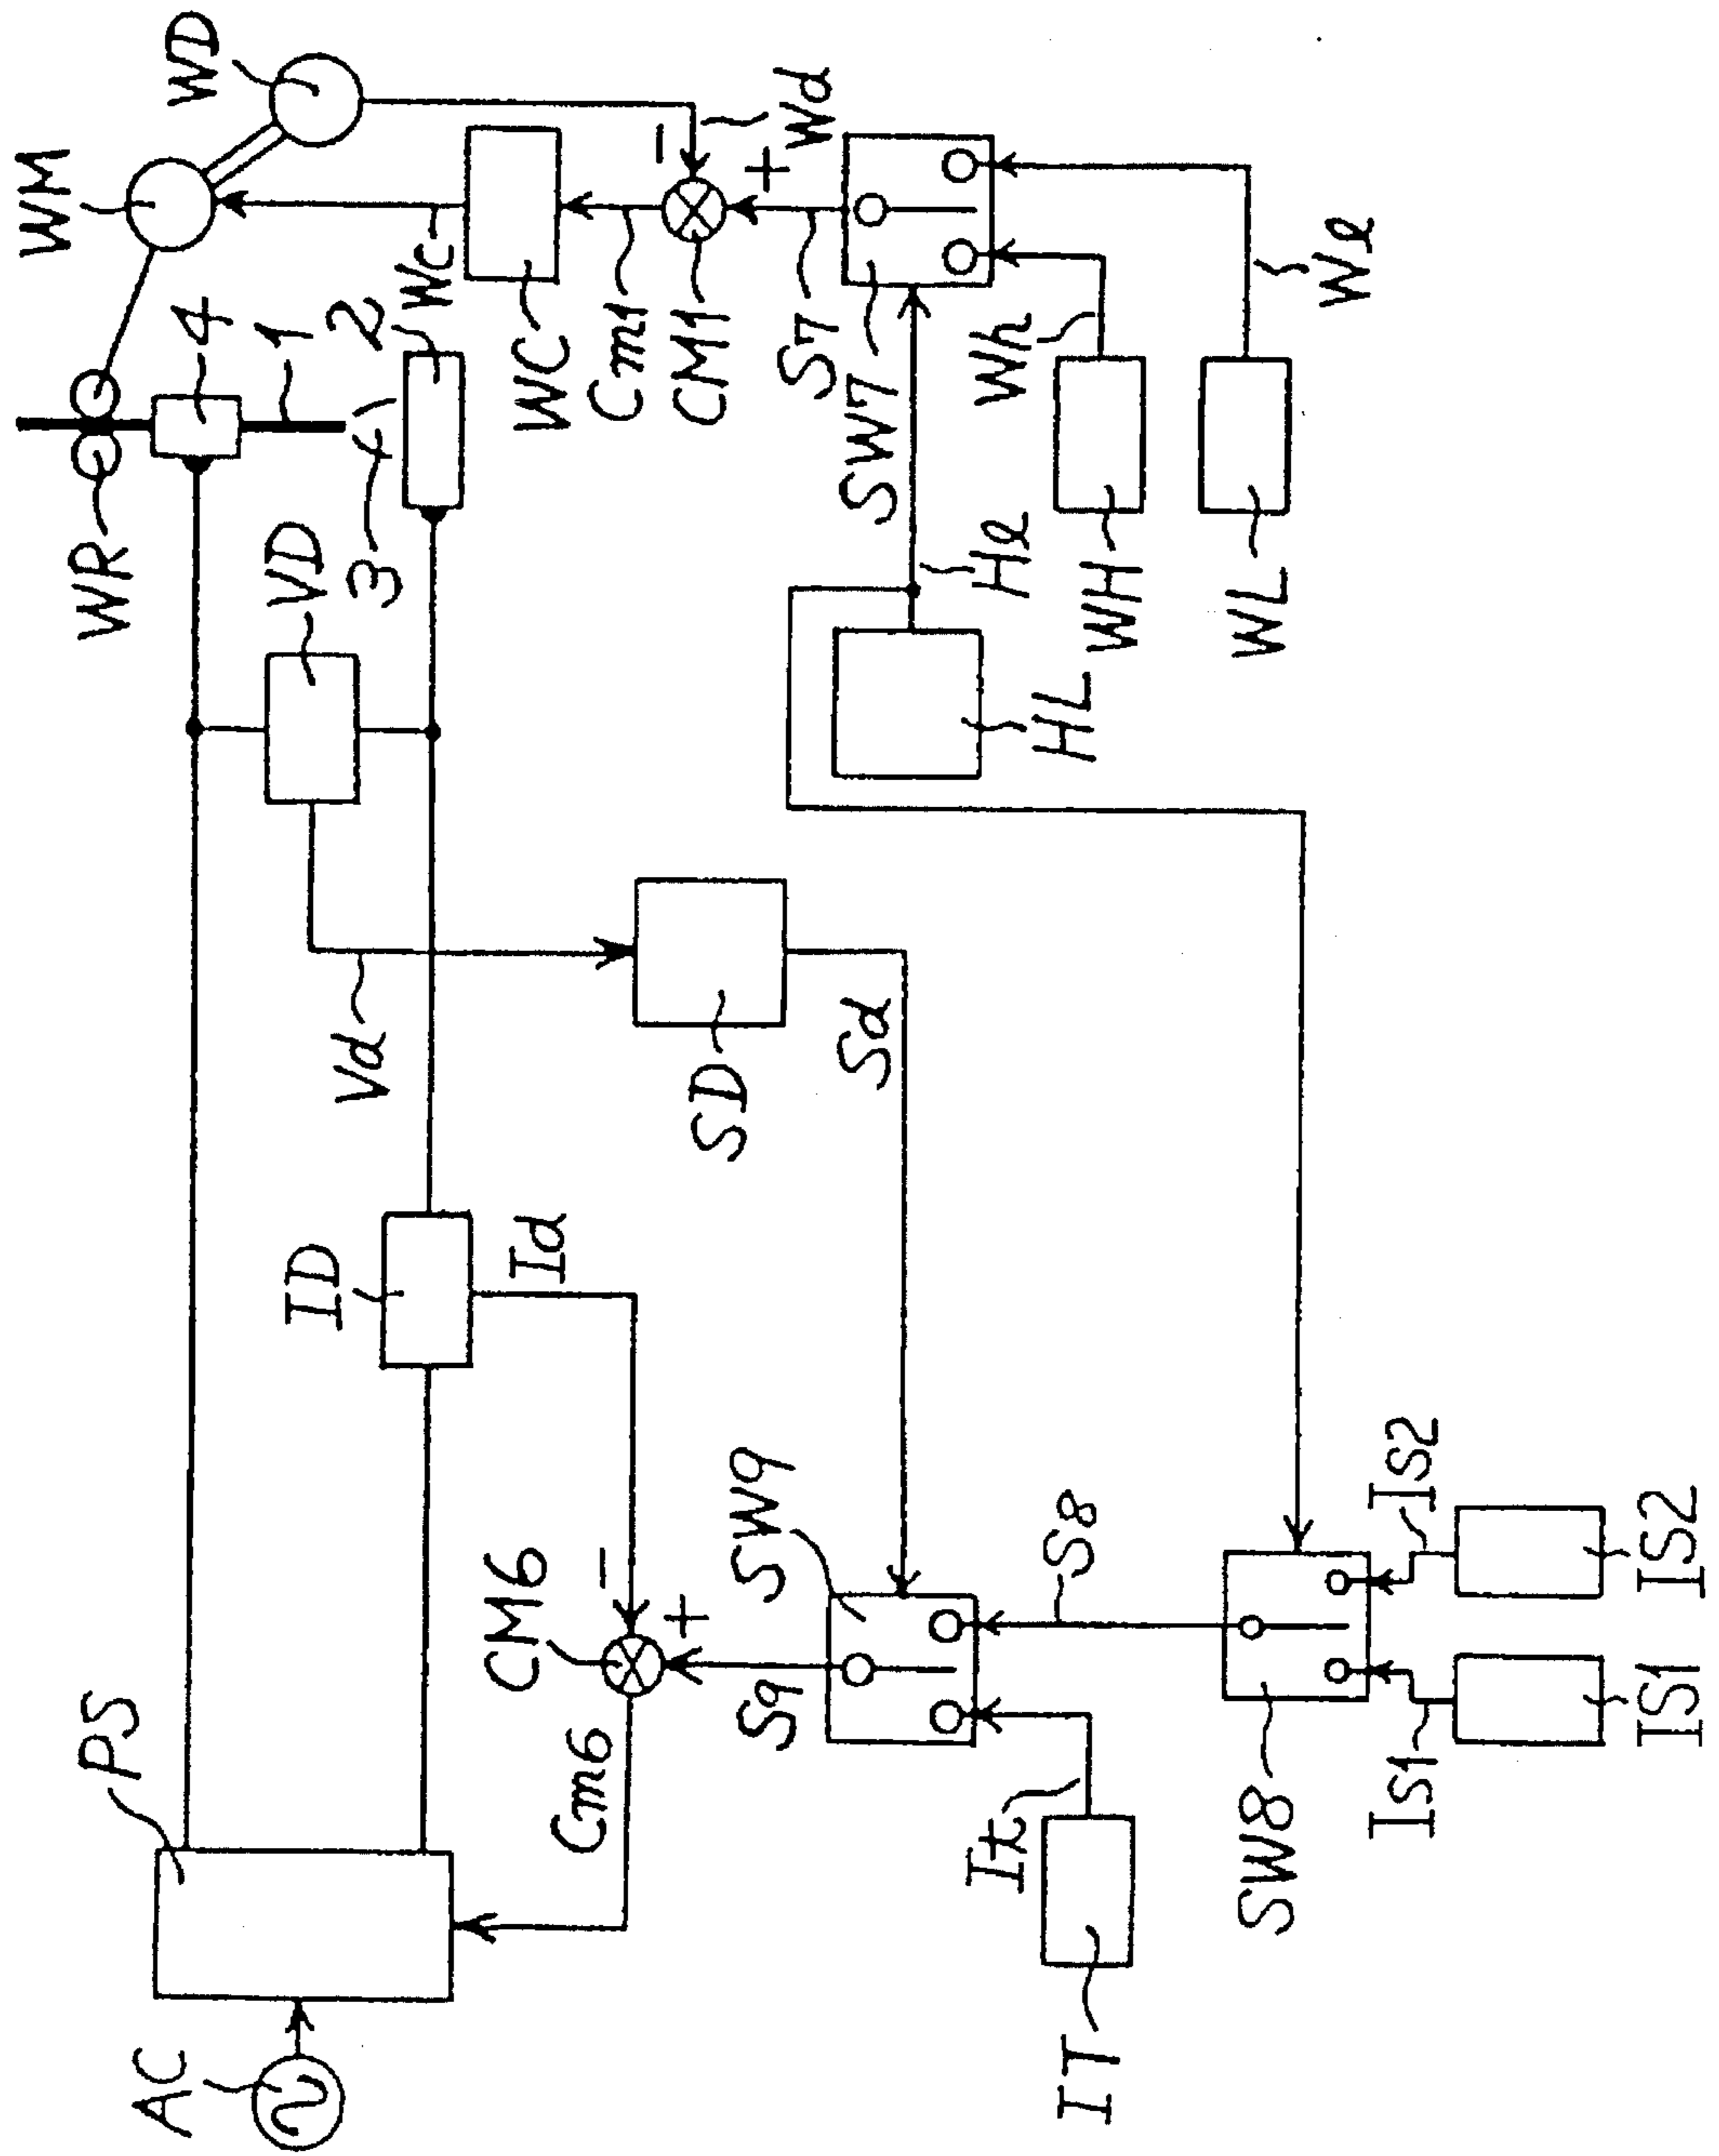 AC
PS
ID
Id
CM6
−
+
Cm6
S9
SW9
It
IT
S8
SW8
Is1
IS1
Is2
IS2
Vd
VD
SD
Sd
WR
3
4
1
2
WM
WD
Wc
WC
Cm1
CM1
−
+
Wd
S7
SW7
Hl
HL
Wh
WH
Wl
WL